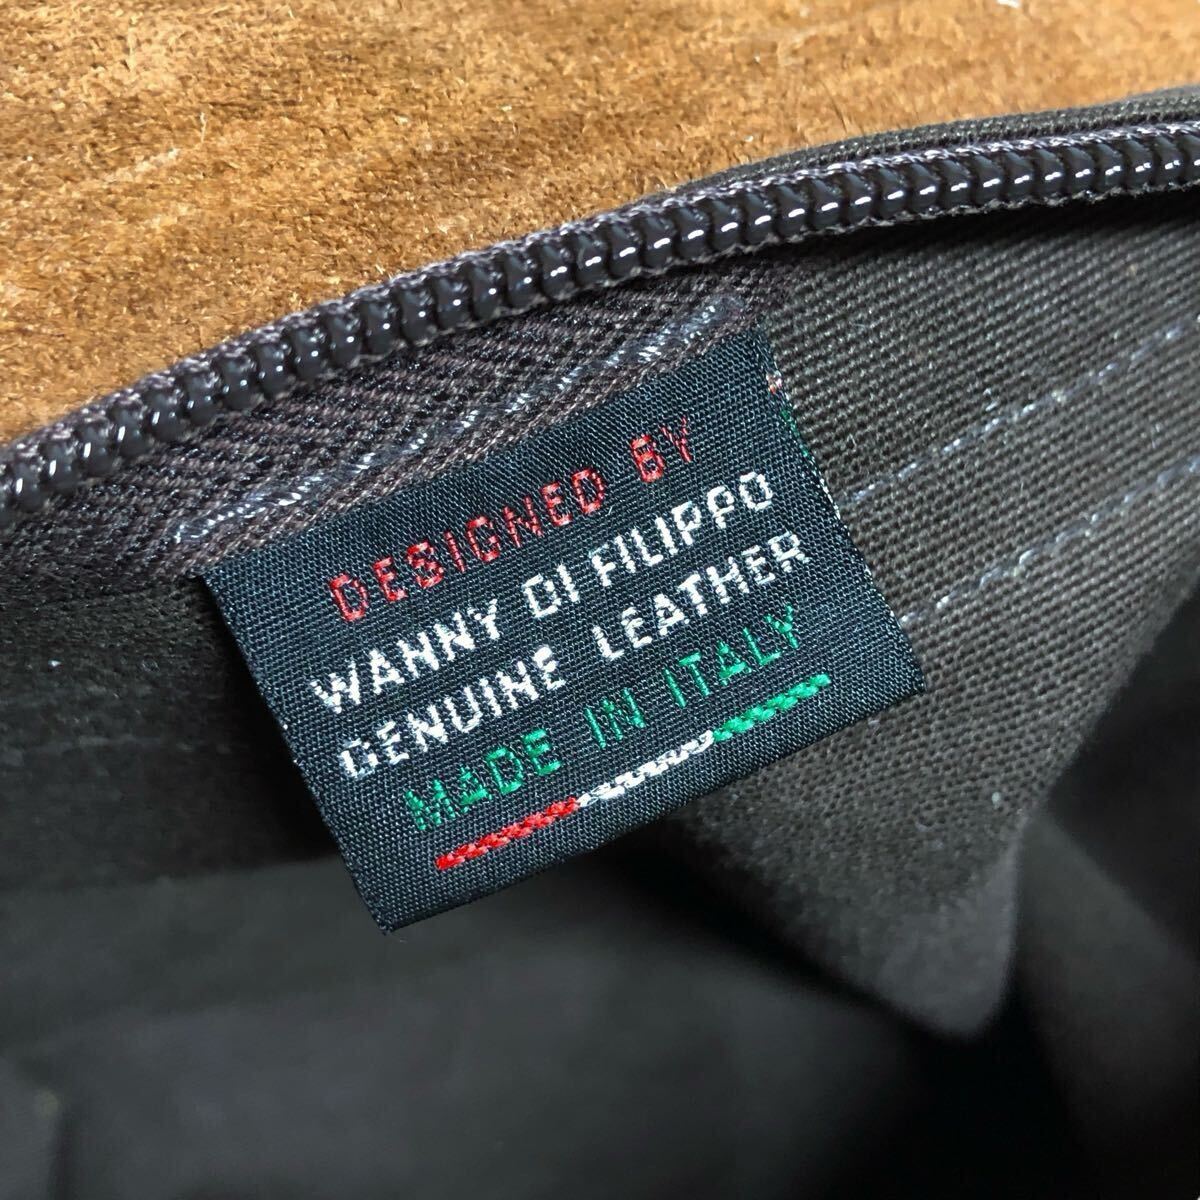 DESIGNED BY
WANNY DI FILIPPO
GENUINE LEATHER
MADE IN ITALY